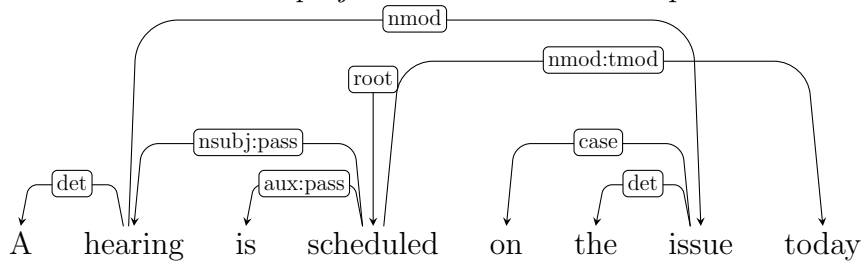 nmod
nmod:tmod
root
nsubj:pass case
det aux:pass det
A hearing is scheduled on the issue today